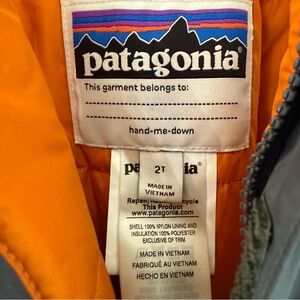 patagonia®
This garment belongs to:
hand-me-down
2T
MADE IN
VIETNAM
This Product
www.patagonia.com
SHELL 100% NYLON LINING AND
INSULATION 100% POLYESTER
EXCLUSIVE OF TRIM
MADE IN VIETNAM
FABRIQUÉ AU VIETNAM
HECHO EN VIETNAM